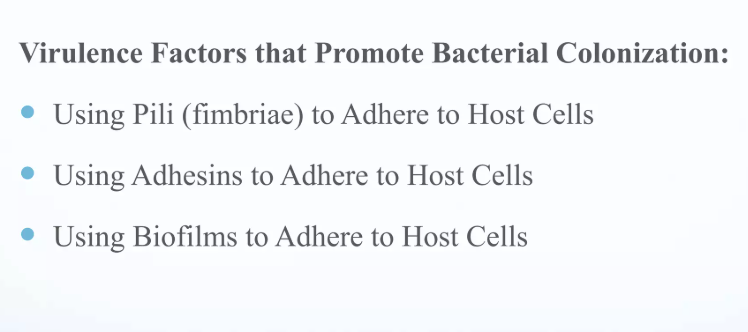 Virulence Factors that Promote Bacterial Colonization:
• Using Pili (fimbriae) to Adhere to Host Cells
• Using Adhesins to Adhere to Host Cells
• Using Biofilms to Adhere to Host Cells